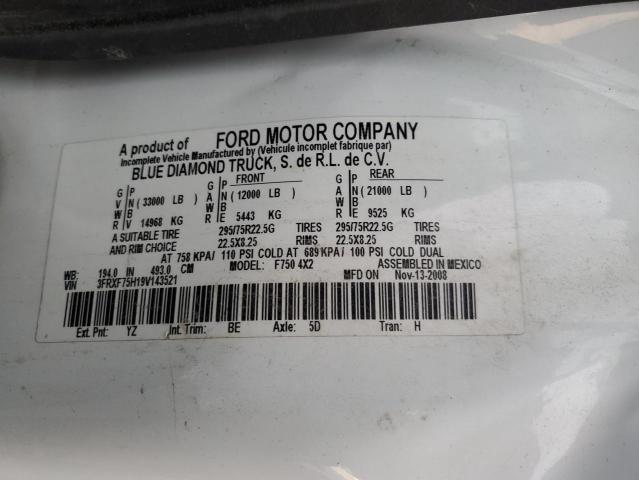 A product of FORD MOTOR COMPANY
Incomplete Vehicle Manufactured by (Vehicule incomplet fabrique par)
BLUE DIAMOND TRUCK, S. de R.L. de C.V.
G P FRONT G P REAR
V N (33000 LB) A N (12000 LB) A N (21000 LB)
W B W B W B
R V 14968 KG R E 5443 KG R E 9525 KG
A SUITABLE TIRE 295/75R22.5G TIRES 295/75R22.5G TIRES
AND RIM CHOICE 22.5X8.25 RIMS 22.5X8.25 RIMS
AT 758 KPA/ 110 PSI COLD AT 689 KPA/ 100 PSI COLD DUAL
WB: 194.0 IN 493.0 CM MODEL: F750 4X2 ASSEMBLED IN MEXICO
VIN 3FRXF75H19V143521 MFD ON Nov-13-2008
Ext. Pnt: YZ Int. Trim: BE Axle: 5D Tran: H